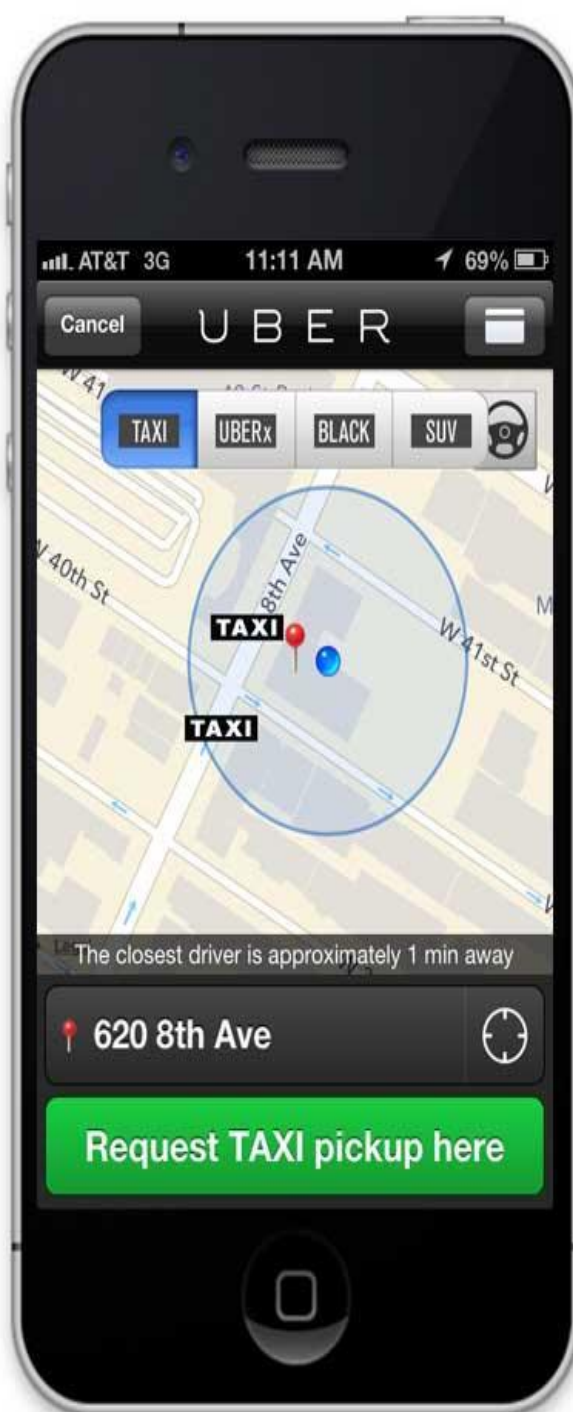 AT&T 3G 11:11 AM 69%
Cancel UBER
W 41
TAXI UBERx BLACK SUV
W 40th St
8th Ave
W 41st St
TAXI
TAXI
The closest driver is approximately 1 min away
620 8th Ave
Request TAXI pickup here